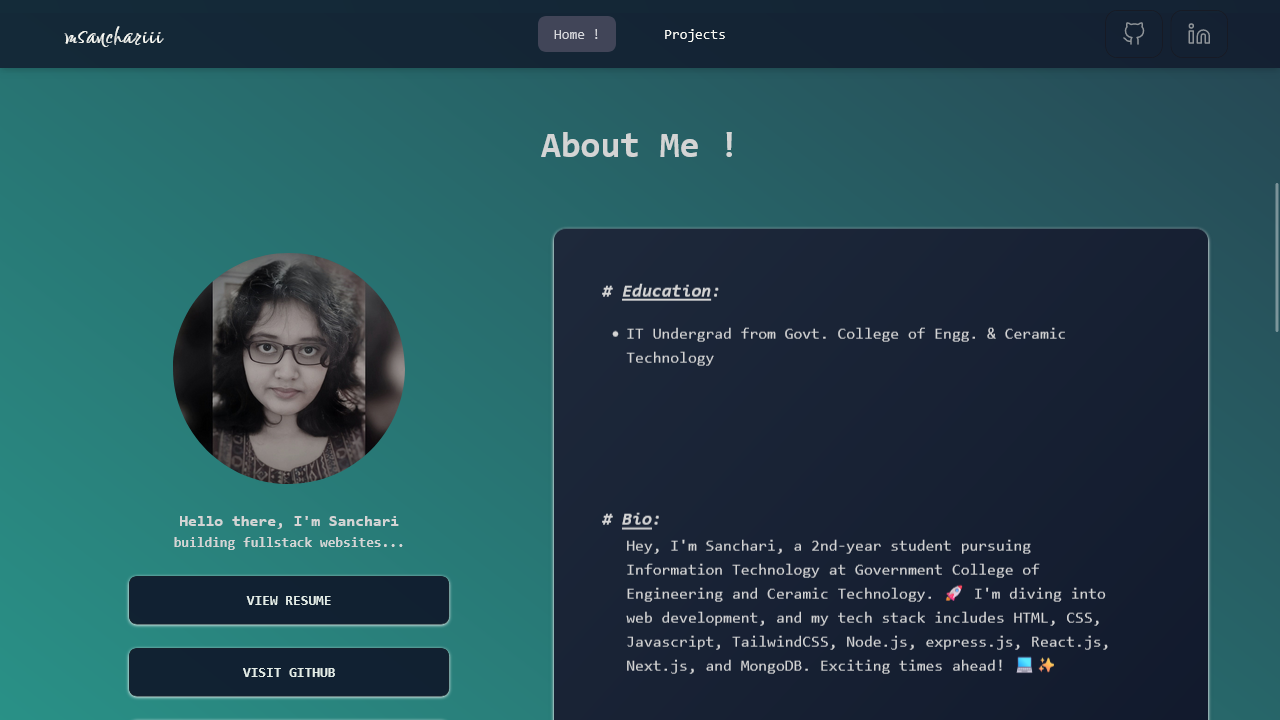 msanchariii
Home !
Projects
About Me !
Hello there, I'm Sanchari
building fullstack websites...
VIEW RESUME
VISIT GITHUB
# Education:
• IT Undergrad from Govt. College of Engg. & Ceramic
Technology
# Bio:
Hey, I'm Sanchari, a 2nd-year student pursuing
Information Technology at Government College of
Engineering and Ceramic Technology. 🚀 I'm diving into
web development, and my tech stack includes HTML, CSS,
Javascript, TailwindCSS, Node.js, express.js, React.js,
Next.js, and MongoDB. Exciting times ahead! 💻✨